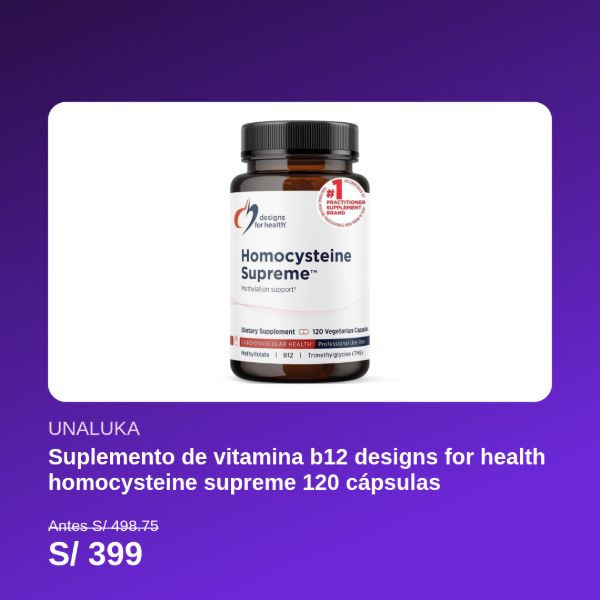 designs
for health®
#1
PRACTITIONER
SUPPLEMENT
BRAND
Homocysteine
Supreme™
Methylation support†
Dietary Supplement 120 Vegetarian Capsules
CARDIOVASCULAR HEALTH Professional Use Only
Methylfolate | B12 | Trimethylglycine (TMG)
UNALUKA
Suplemento de vitamina b12 designs for health
homocysteine supreme 120 cápsulas
Antes S/ 498.75
S/ 399